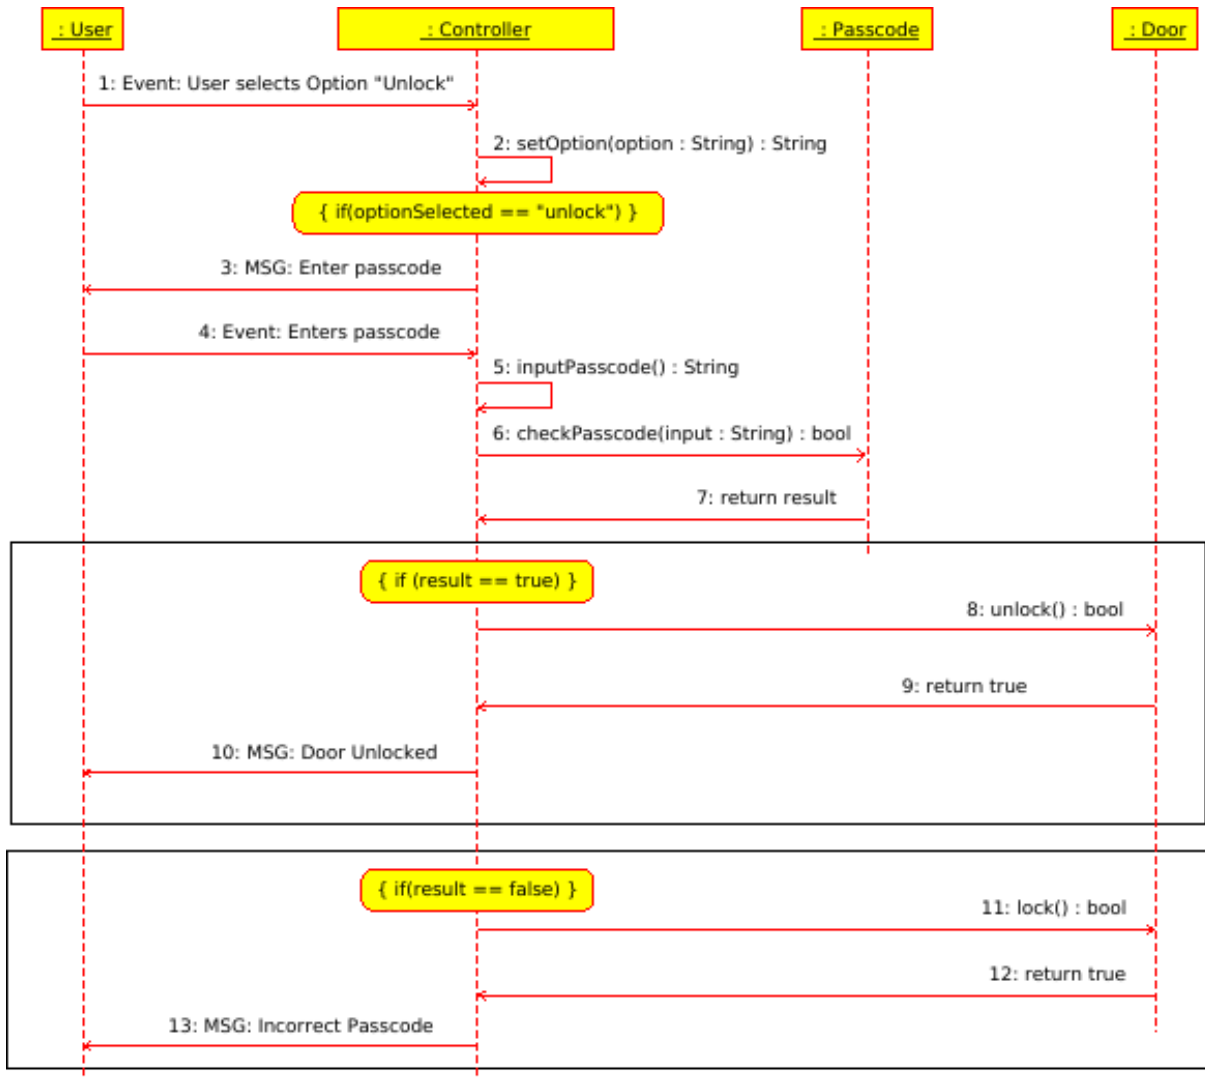 : User
: Controller
: Passcode
: Door
1: Event: User selects Option "Unlock"
2: setOption(option : String) : String
{ if(optionSelected == "unlock") }
3: MSG: Enter passcode
4: Event: Enters passcode
5: inputPasscode() : String
6: checkPasscode(input : String) : bool
7: return result
{ if (result == true) }
8: unlock() : bool
9: return true
10: MSG: Door Unlocked
{ if(result == false) }
11: lock() : bool
12: return true
13: MSG: Incorrect Passcode